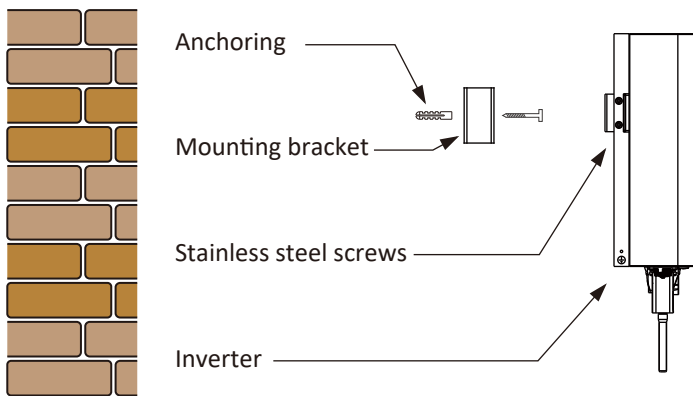 Anchoring
Mounting bracket
Stainless steel screws
Inverter